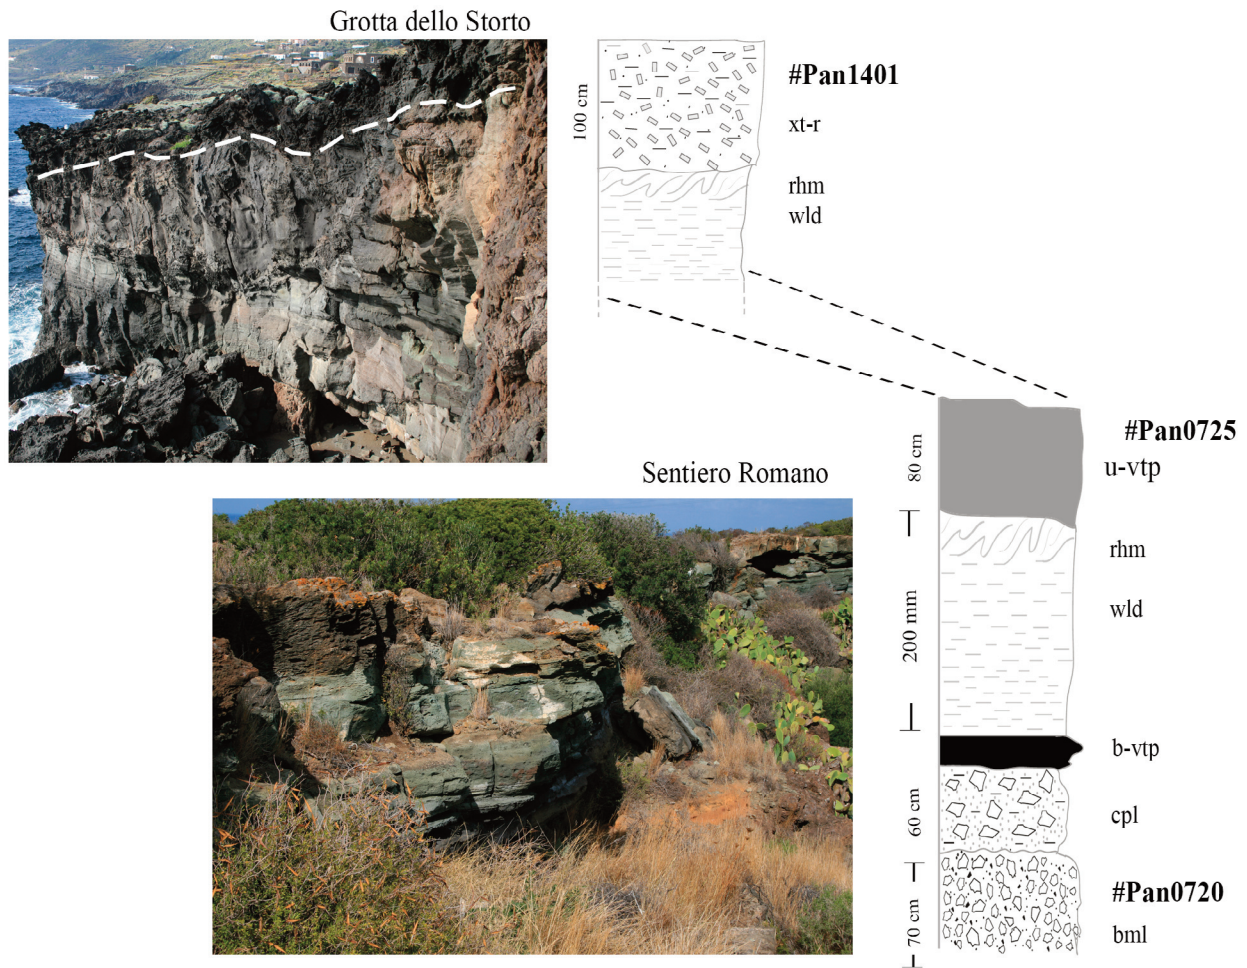 Grotta dello Storto
#Pan1401
100 cm
xt-r
rhm
wld
#Pan0725
80 cm
u-vtp
Sentiero Romano
rhm
wld
200 mm
b-vtp
60 cm
cpl
#Pan0720
70 cm
bml